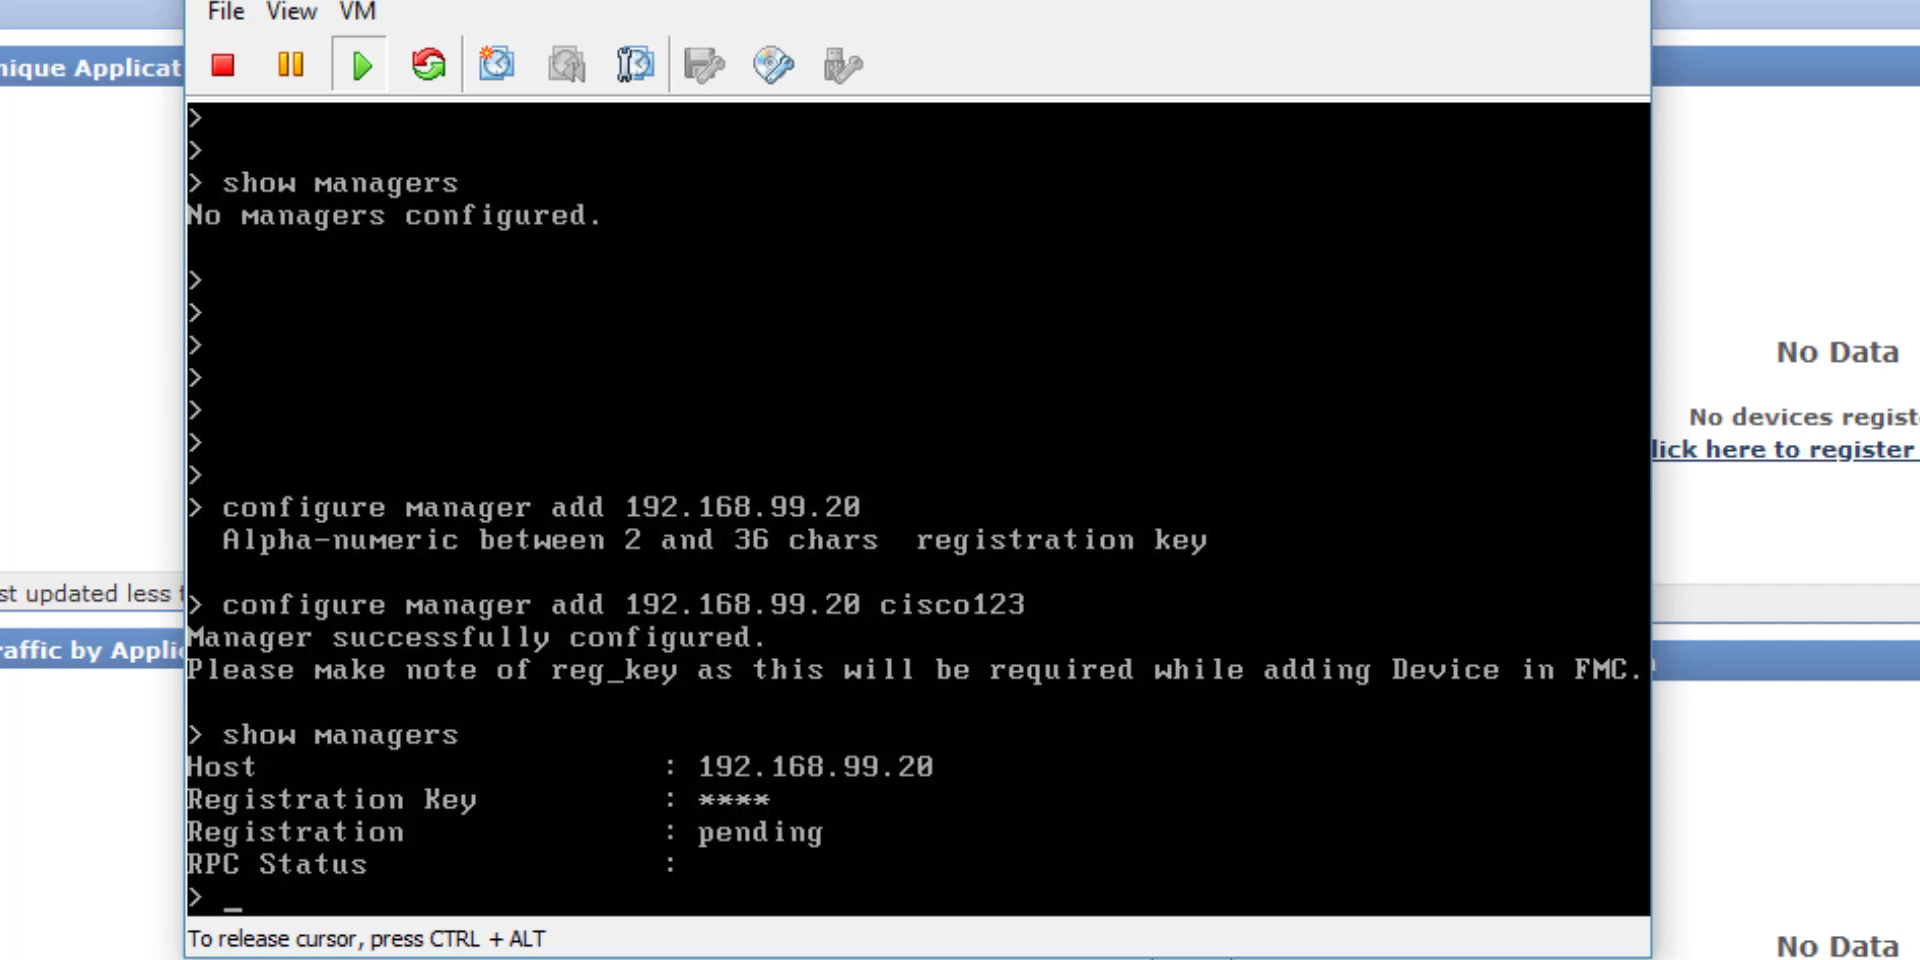 File View VM
nique Applicat
>
>
> show managers
No managers configured.
>
>
>
>
>
>
>
> configure manager add 192.168.99.20
Alpha-numeric between 2 and 36 chars registration key
> configure manager add 192.168.99.20 cisco123
Manager successfully configured.
Please make note of reg_key as this will be required while adding Device in FMC.
> show managers
Host : 192.168.99.20
Registration Key : ****
Registration : pending
RPC Status :
> _
To release cursor, press CTRL + ALT
st updated less
raffic by Appli
No Data
No devices regist
lick here to register
No Data